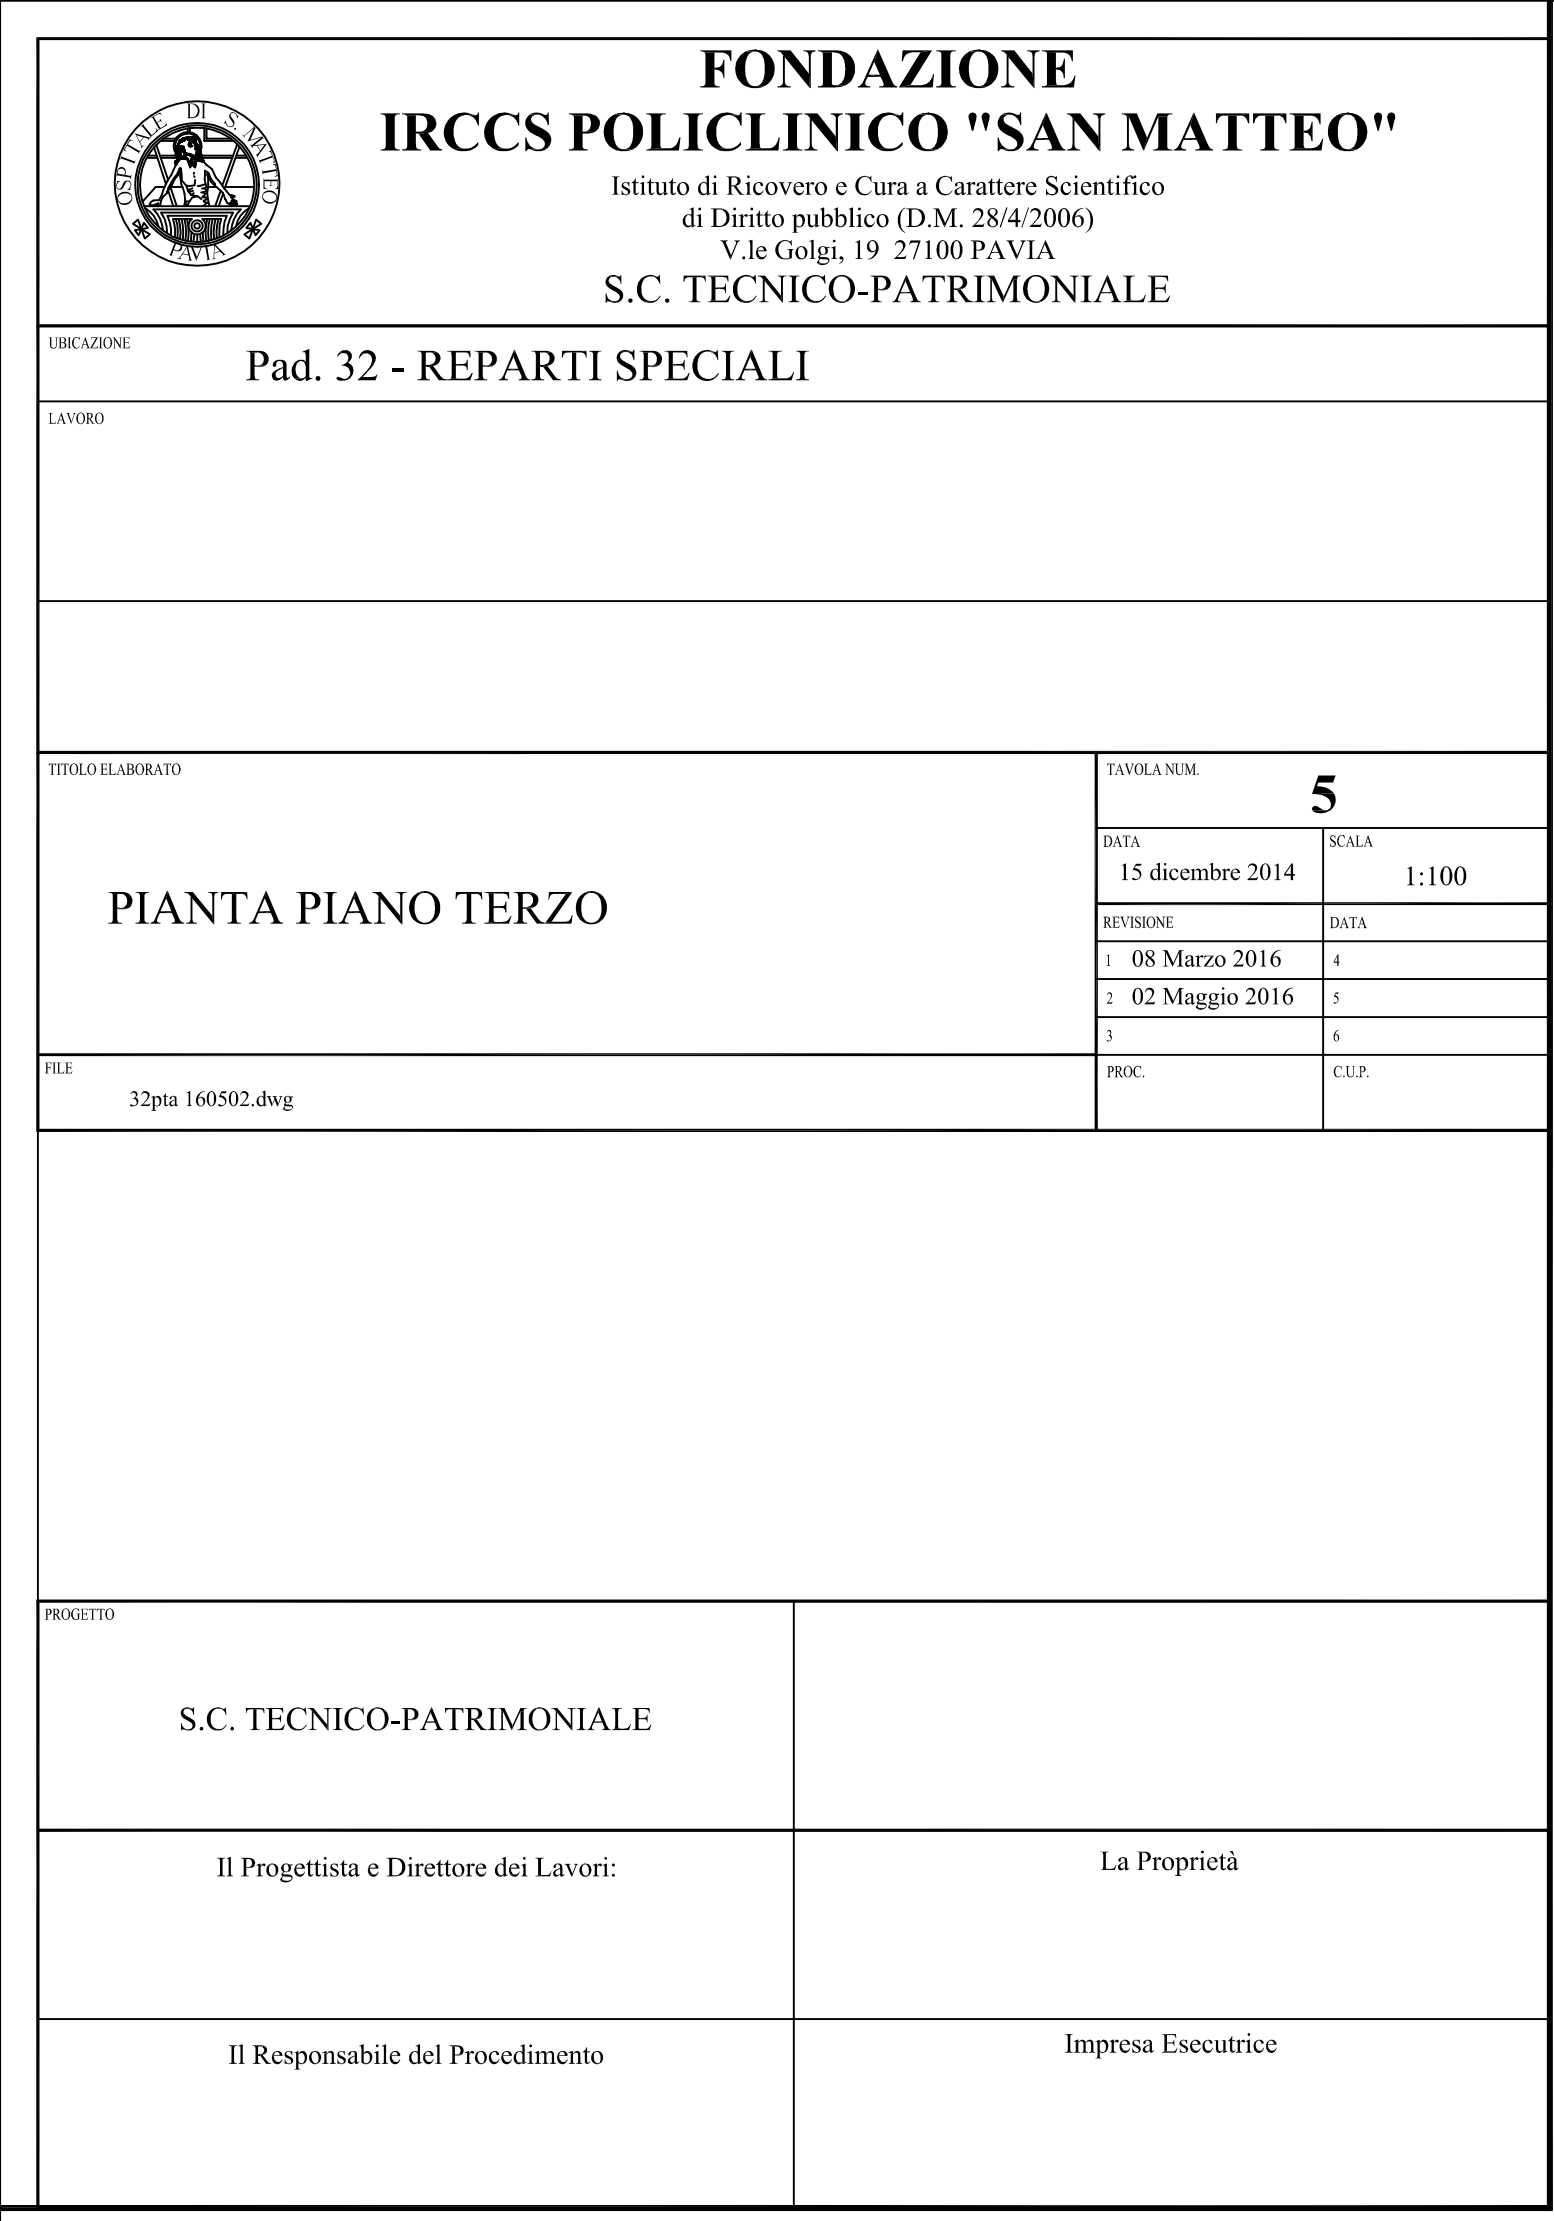 FONDAZIONE
IRCCS POLICLINICO "SAN MATTEO"
OSPITALE DI S. MATTEO
PAVIA
Istituto di Ricovero e Cura a Carattere Scientifico
di Diritto pubblico (D.M. 28/4/2006)
V.le Golgi, 19 27100 PAVIA
S.C. TECNICO-PATRIMONIALE
UBICAZIONE
Pad. 32 - REPARTI SPECIALI
LAVORO
TITOLO ELABORATO
PIANTA PIANO TERZO
TAVOLA NUM.
5
DATA
15 dicembre 2014
SCALA
1:100
REVISIONE DATA
1 08 Marzo 2016 4
2 02 Maggio 2016 5
3 6
FILE
32pta 160502.dwg
PROC. C.U.P.
PROGETTO
S.C. TECNICO-PATRIMONIALE
Il Progettista e Direttore dei Lavori:
La Proprietà
Il Responsabile del Procedimento
Impresa Esecutrice